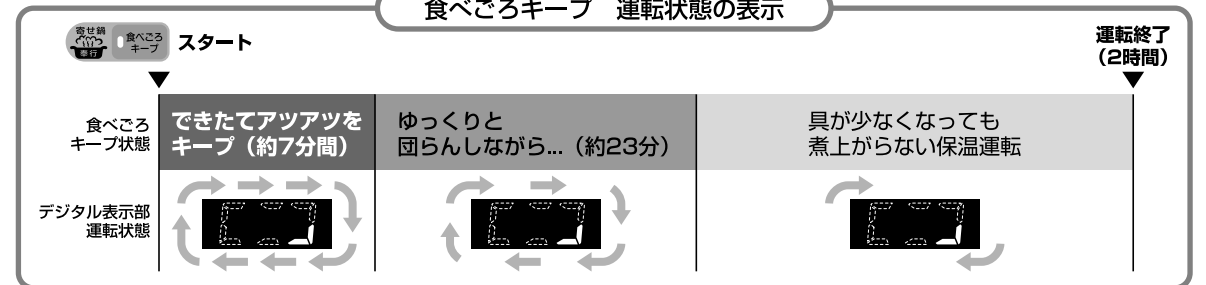 食べごろキープ　運転状態の表示
寄せ鍋
奉行
食べごろ
キープ
スタート
運転終了
（2時間）
食べごろ
キープ状態
できたてアツアツを
キープ（約7分間）
ゆっくりと
団らんしながら...（約23分）
具が少なくなっても
煮上がらない保温運転
デジタル表示部
運転状態